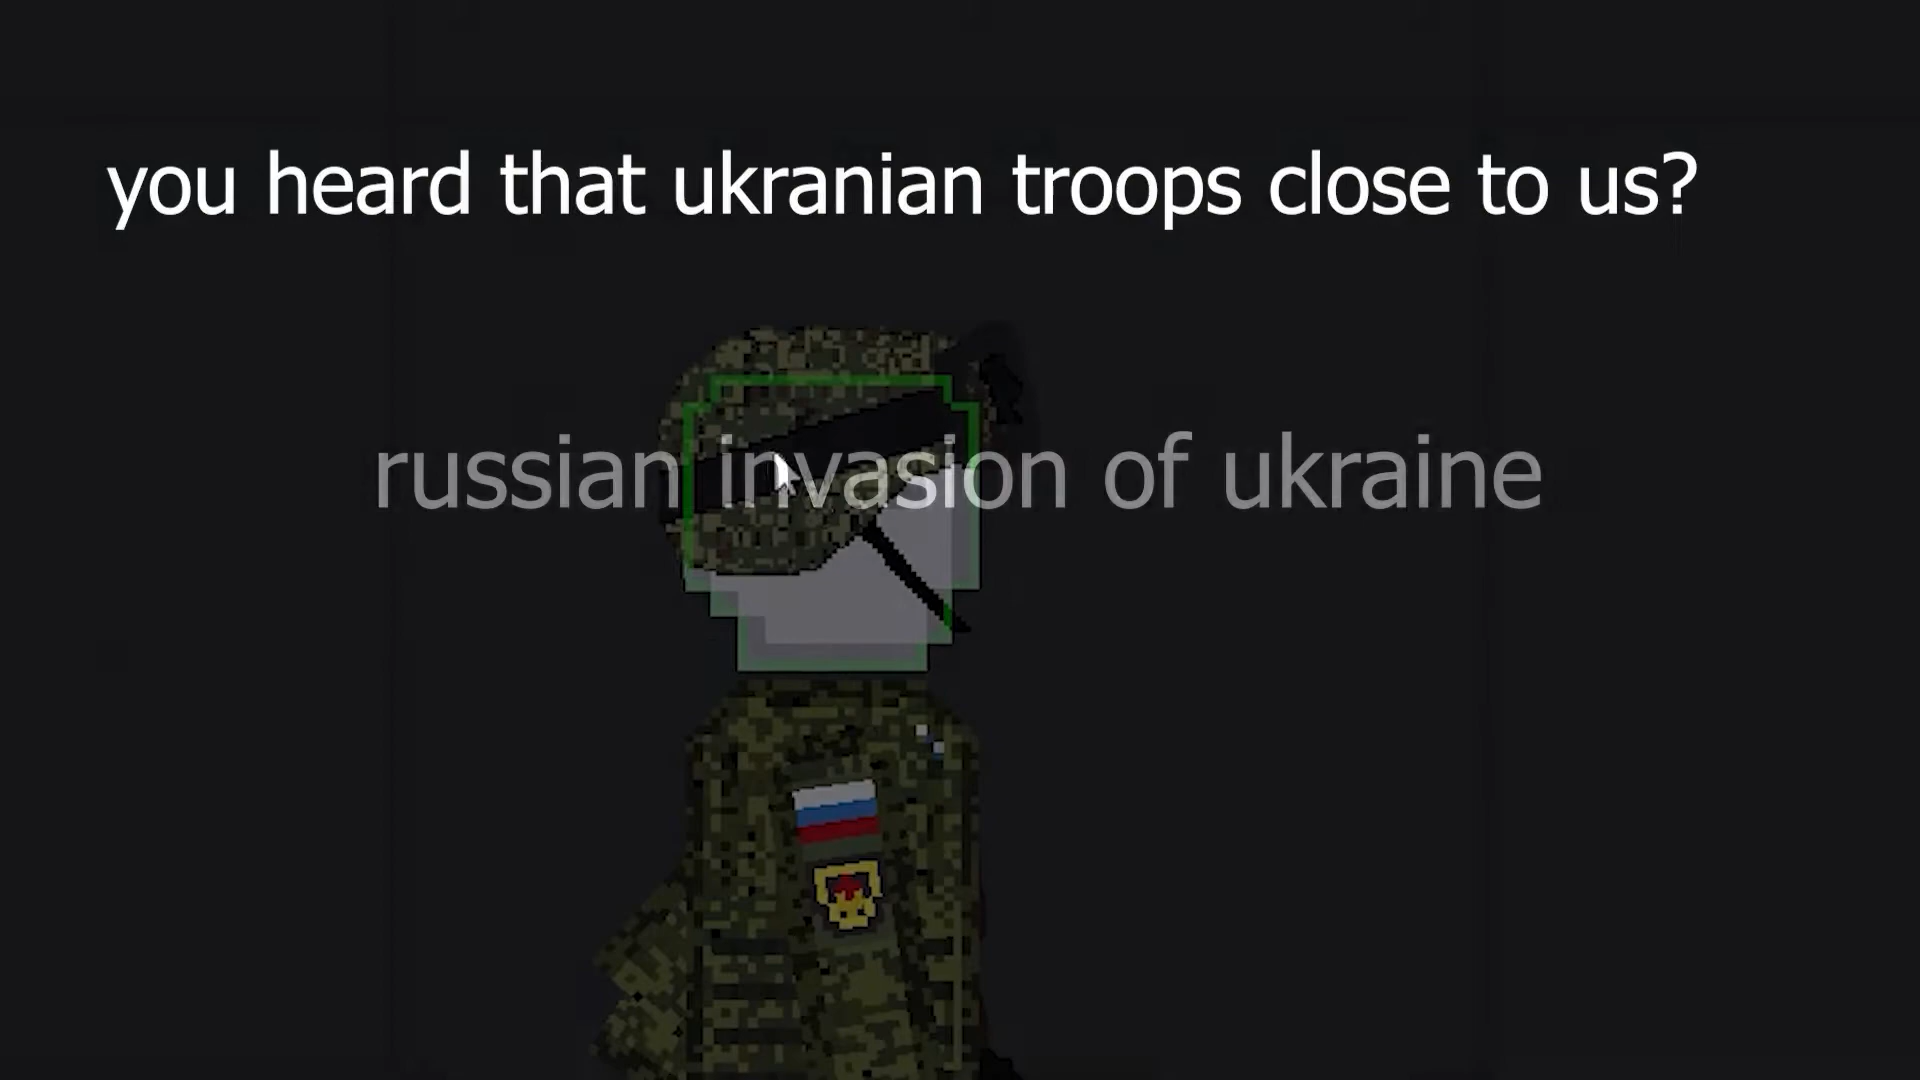 you heard that ukranian troops close to us?
russian invasion of ukraine